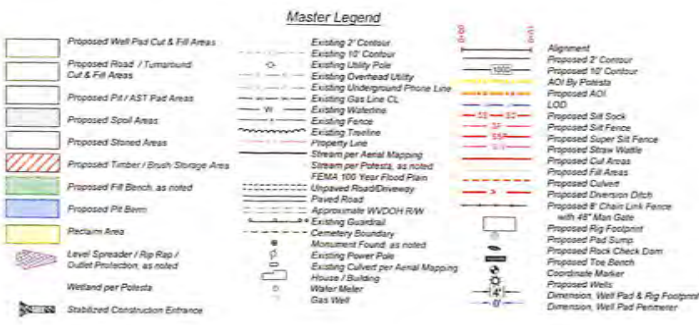 Master Legend
Proposed Well Pad Cut & Fill Areas
Proposed Road / Turnaround
Cut & Fill Areas
Proposed Pit / AST Pad Areas
Proposed Spoil Areas
Proposed Stoned Areas
Proposed Timber / Brush Storage Area
Proposed Fill Bench, as noted
Proposed Pit Berm
Reclaim Area
Level Spreader / Rip Rap /
Outlet Protection, as noted
Wetland per Potesta
Stabilized Construction Entrance
Existing 2' Contour
Existing 10' Contour
Existing Utility Pole
Existing Overhead Utility
Existing Underground Phone Line
Existing Gas Line CL
W Existing Waterline
Existing Fence
Existing Treeline
Property Line
Stream per Aerial Mapping
Stream per Potesta, as noted
FEMA 100 Year Flood Plain
Unpaved Road/Driveway
Paved Road
Approximate WVDOH R/W
Existing Guardrail
Cemetery Boundary
Monument Found, as noted
Existing Power Pole
Existing Culvert per Aerial Mapping
House / Building
Water Meter
Gas Well
0+00
Alignment
Proposed 2' Contour
1000 Proposed 10' Contour
AOI By Potesta
Proposed AOI
LOD
SS SS Proposed Silt Sock
SF Proposed Silt Fence
SSF Proposed Super Silt Fence
Proposed Straw Wattle
Proposed Cut Areas
Proposed Fill Areas
Proposed Culvert
Proposed Diversion Ditch
Proposed 8' Chain Link Fence
with 48" Man Gate
Proposed Rig Footprint
Proposed Pad Sump
Proposed Rock Check Dam
Proposed Toe Bench
Coordinate Marker
Proposed Wells
4' Dimension, Well Pad & Rig Footprint
0' Dimension, Well Pad Perimeter